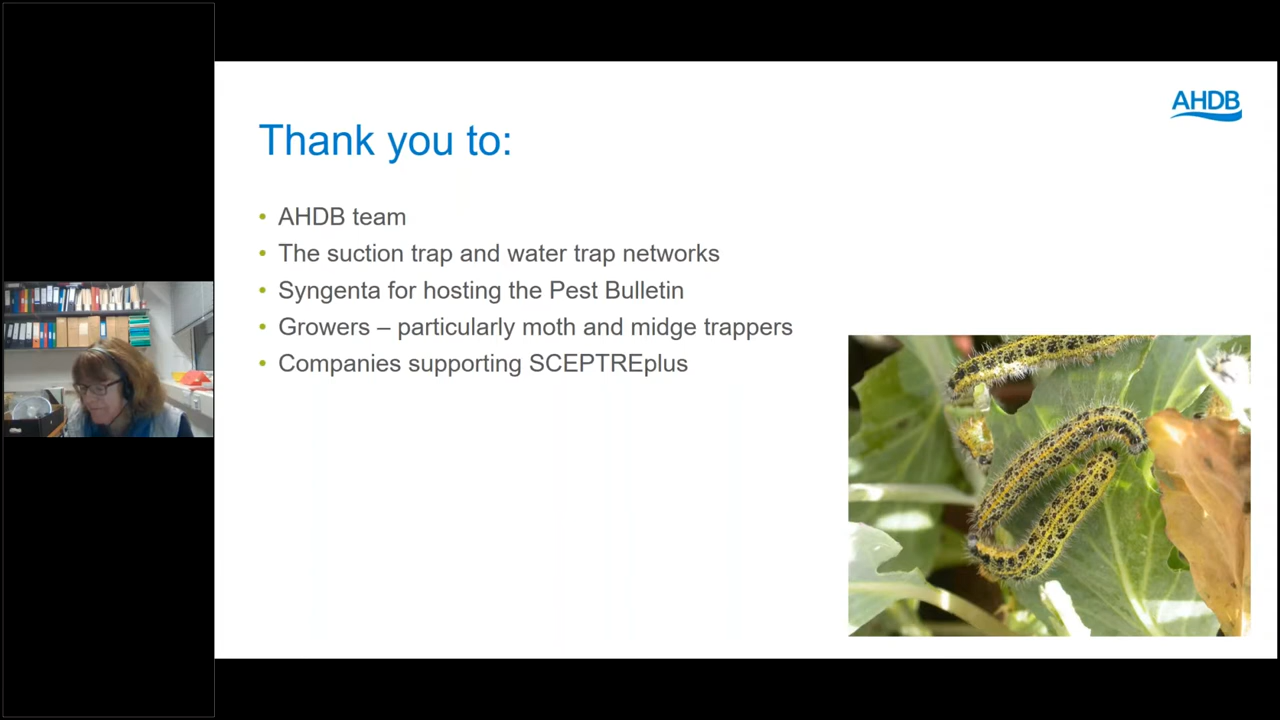 AHDB
Thank you to:
• AHDB team
• The suction trap and water trap networks
• Syngenta for hosting the Pest Bulletin
• Growers – particularly moth and midge trappers
• Companies supporting SCEPTREplus